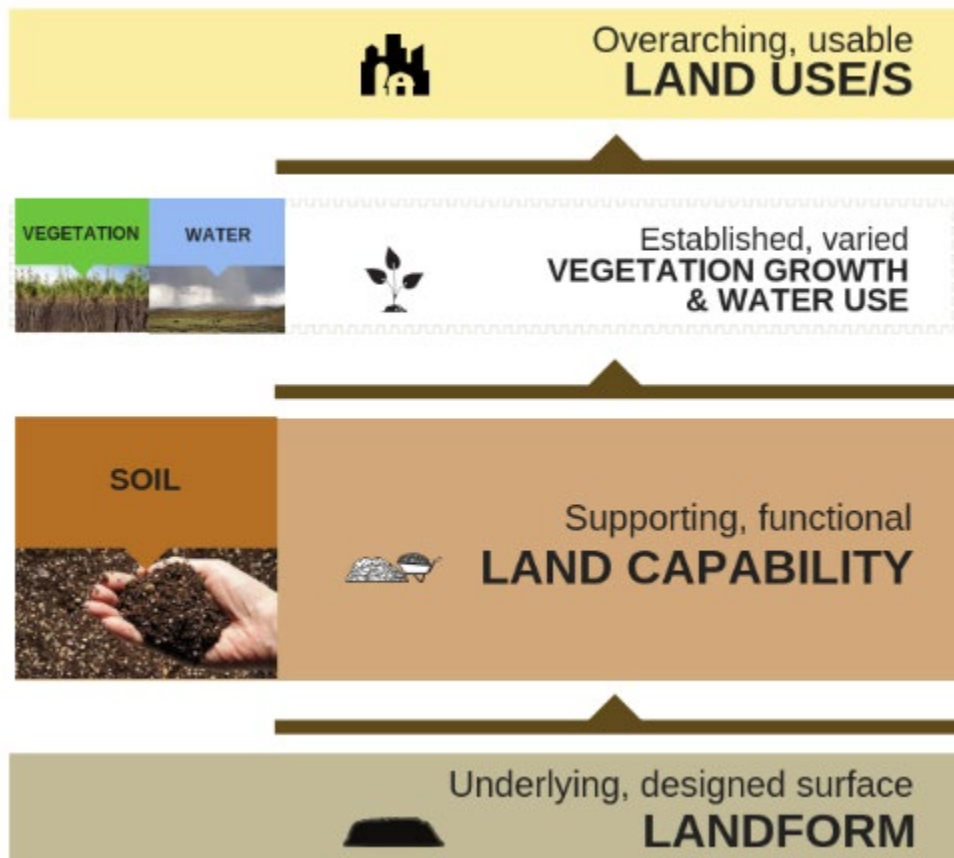 Overarching, usable
LAND USE/S
VEGETATION
WATER
Established, varied
VEGETATION GROWTH
& WATER USE
SOIL
Supporting, functional
LAND CAPABILITY
Underlying, designed surface
LANDFORM